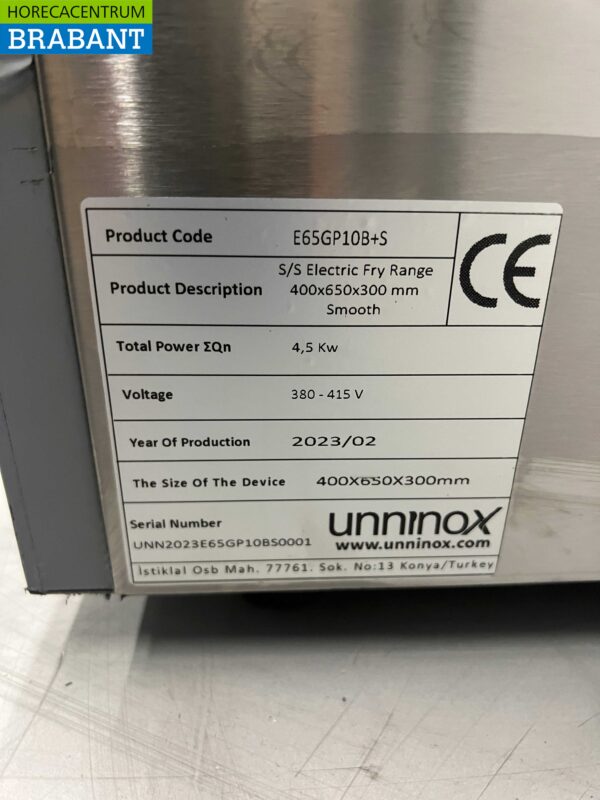 HORECACENTRUM
BRABANT
Product Code E65GP10B+S
CE
Product Description S/S Electric Fry Range
400x650x300 mm
Smooth
Total Power ΣQn 4,5 Kw
Voltage 380 - 415 V
Year Of Production 2023/02
The Size Of The Device 400X650X300mm
Serial Number
UNN2023E65GP10BS0001
unninox
www.unninox.com
Istiklal Osb Mah. 77761. Sok. No:13 Konya/Turkey